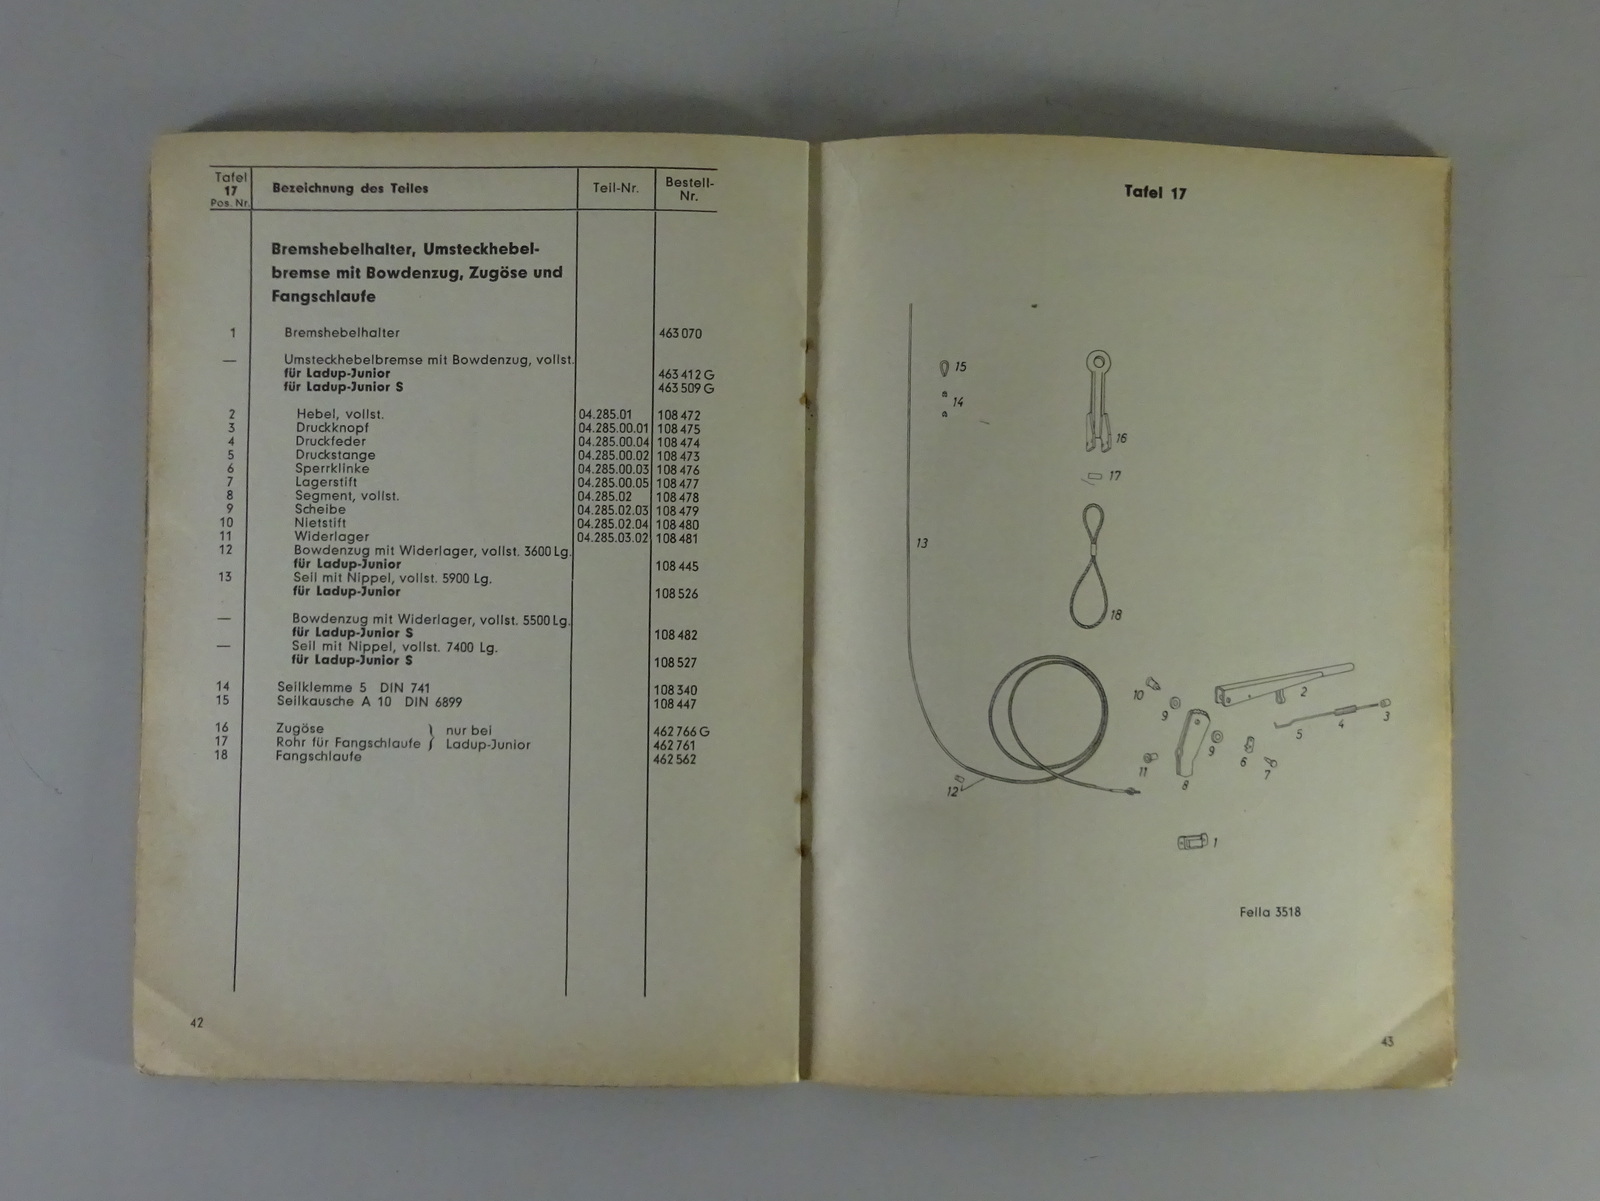 Tafel 17 Pos. Nr. Bezeichnung des Teiles Teil-Nr. Bestell-Nr.
Bremshebelhalter, Umsteckhebel-
bremse mit Bowdenzug, Zugöse und
Fangschlaufe
1 Bremshebelhalter 463 070
— Umsteckhebelbremse mit Bowdenzug, vollst.
für Ladup-Junior 463 412 G
für Ladup-Junior S 463 509 G
2 Hebel, vollst. 04.285.01 108 472
3 Druckknopf 04.285.00.01 108 475
4 Druckfeder 04.285.00.04 108 474
5 Druckstange 04.285.00.02 108 473
6 Sperrklinke 04.285.00.03 108 476
7 Lagerstift 04.285.00.05 108 477
8 Segment, vollst. 04.285.02 108 478
9 Scheibe 04.285.02.03 108 479
10 Nietstift 04.285.02.04 108 480
11 Widerlager 04.285.03.02 108 481
12 Bowdenzug mit Widerlager, vollst. 3600 Lg.
für Ladup-Junior 108 445
13 Seil mit Nippel, vollst. 5900 Lg.
für Ladup-Junior 108 526
— Bowdenzug mit Widerlager, vollst. 5500 Lg.
für Ladup-Junior S 108 482
— Seil mit Nippel, vollst. 7400 Lg.
für Ladup-Junior S 108 527
14 Seilklemme 5 DIN 741 108 340
15 Seilkausche A 10 DIN 6899 108 447
16 Zugöse } nur bei 462 766 G
17 Rohr für Fangschlaufe } Ladup-Junior 462 761
18 Fangschlaufe 462 562
42
Tafel 17
15
14
16
17
13
18
10
9
2
3
4
5
9
6
7
11
8
12
1
Fella 3518
43